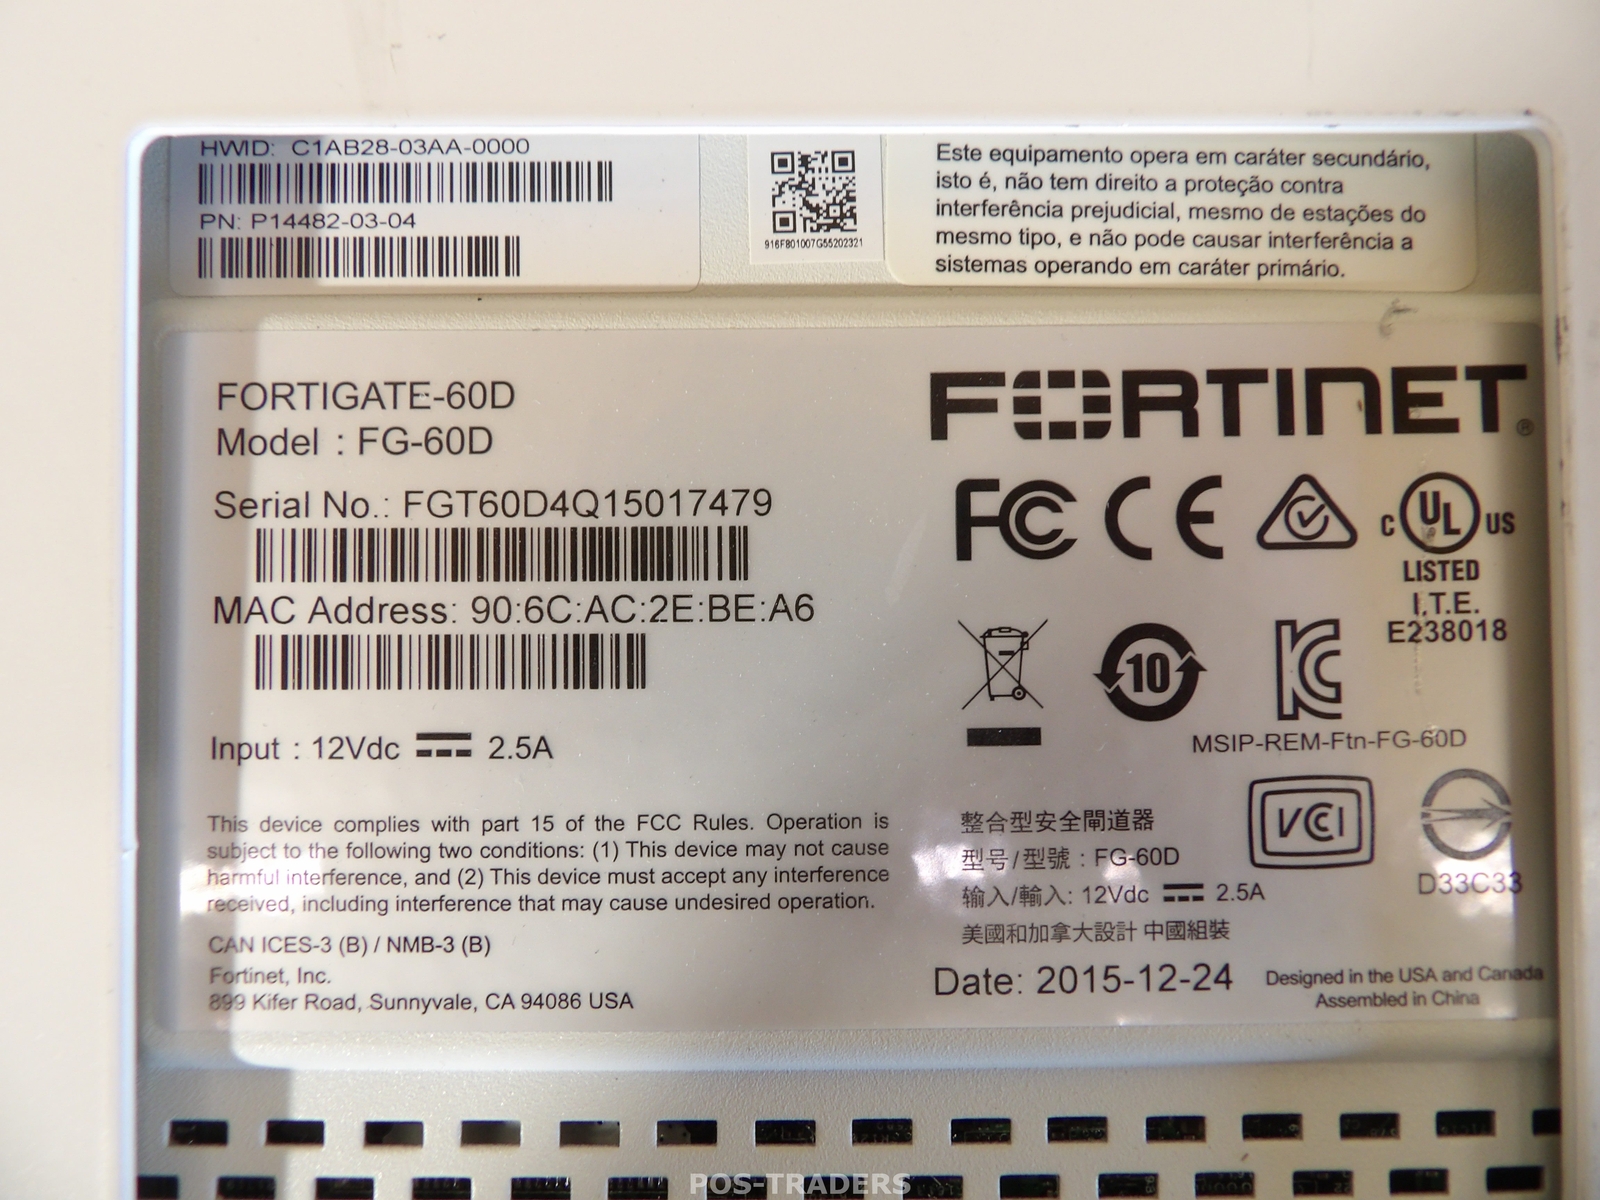 HWID: C1AB28-03AA-0000
PN: P14482-03-04
916F801007G55202321
Este equipamento opera em caráter secundário,
isto é, não tem direito a proteção contra
interferência prejudicial, mesmo de estações do
mesmo tipo, e não pode causar interferência a
sistemas operando em caráter primário.
FORTIGATE-60D
Model : FG-60D
Serial No.: FGT60D4Q15017479
MAC Address: 90:6C:AC:2E:BE:A6
Input : 12Vdc 2.5A
This device complies with part 15 of the FCC Rules. Operation is
subject to the following two conditions: (1) This device may not cause
harmful interference, and (2) This device must accept any interference
received, including interference that may cause undesired operation.
CAN ICES-3 (B) / NMB-3 (B)
Fortinet, Inc.
899 Kifer Road, Sunnyvale, CA 94086 USA
FORTINET®
FC CE C UL US
LISTED
I.T.E.
E238018
10 KC
MSIP-REM-Ftn-FG-60D
VCCI
D33C33
整合型安全閘道器
型号/型號 : FG-60D
输入/輸入: 12Vdc 2.5A
美國和加拿大設計 中國組裝
Date: 2015-12-24
Designed in the USA and Canada
Assembled in China
POS-TRADERS